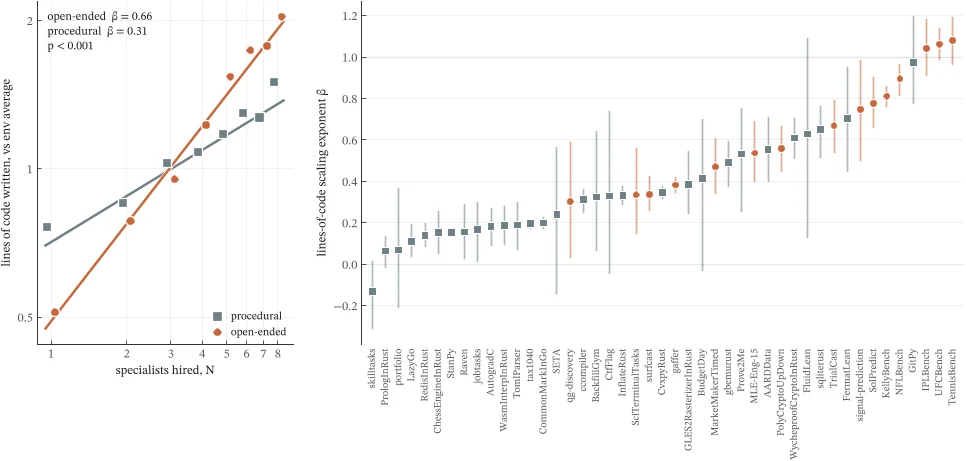 open-ended β = 0.66
procedural β = 0.31
p < 0.001
2
1
0.5
lines of code written, vs env average
procedural
open-ended
1 2 3 4 5 6 7 8
specialists hired, N
lines-of-code scaling exponent β
1.2
1.0
0.8
0.6
0.4
0.2
0.0
−0.2
skilltasks
PrologInRust
portfolio
LazyGo
RedisInRust
ChessEngineInRust
StanPy
Raven
jobtasks
AutogradC
WasmInterpInRust
TomlParser
tax1040
CommonMarkInGo
SETA
qg-discovery
ccompiler
BackfillGym
CtfFlag
InflateRust
SciTerminalTasks
surfcast
CvxpyRust
gaffer
GLES2RasterizerInRust
BudgetDay
MarketMakerTimed
gbemurust
Prove2Me
MLE-Eng-15
AARDData
PolyCryptoUpDown
WycheproofCryptoInRust
FluidLean
sqliterust
TrialCast
FermatLean
signal-prediction
SolPredict
KellyBench
NFLBench
GitPy
IPLBench
UFCBench
TennisBench